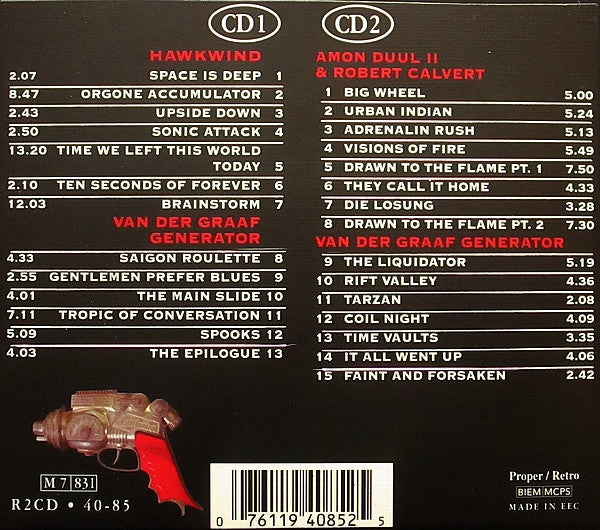 CD1
HAWKWIND
2.07 SPACE IS DEEP 1
8.47 ORGONE ACCUMULATOR 2
2.43 UPSIDE DOWN 3
2.50 SONIC ATTACK 4
13.20 TIME WE LEFT THIS WORLD
TODAY 5
2.10 TEN SECONDS OF FOREVER 6
12.03 BRAINSTORM 7
VAN DER GRAAF
GENERATOR
4.33 SAIGON ROULETTE 8
2.55 GENTLEMEN PREFER BLUES 9
4.01 THE MAIN SLIDE 10
7.11 TROPIC OF CONVERSATION 11
5.09 SPOOKS 12
4.03 THE EPILOGUE 13
CD2
AMON DUUL II
& ROBERT CALVERT
1 BIG WHEEL 5.00
2 URBAN INDIAN 5.24
3 ADRENALIN RUSH 5.13
4 VISIONS OF FIRE 5.49
5 DRAWN TO THE FLAME PT. 1 7.50
6 THEY CALL IT HOME 4.33
7 DIE LOSUNG 3.28
8 DRAWN TO THE FLAME PT. 2 7.30
VAN DER GRAAF GENERATOR
9 THE LIQUIDATOR 5.19
10 RIFT VALLEY 4.36
11 TARZAN 2.08
12 COIL NIGHT 4.09
13 TIME VAULTS 3.35
14 IT ALL WENT UP 4.06
15 FAINT AND FORSAKEN 2.42
M 7 831
R2CD • 40-85
0 76119 40852 5
Proper / Retro
BIEM MCPS
MADE IN EEC